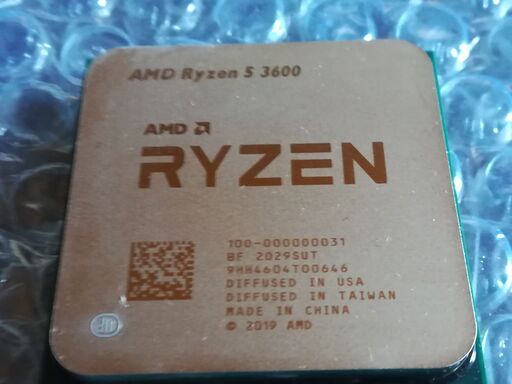 AMD Ryzen 5 3600
AMD
RYZEN
100-000000031
BF 2029SUT
9HH4604T00646
DIFFUSED IN USA
DIFFUSED IN TAIWAN
MADE IN CHINA
© 2019 AMD